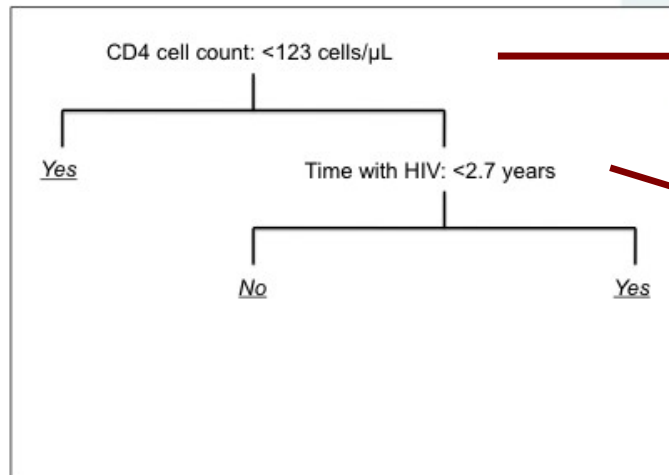 CD4 cell count: <123 cells/µL
Yes
Time with HIV: <2.7 years
No
Yes